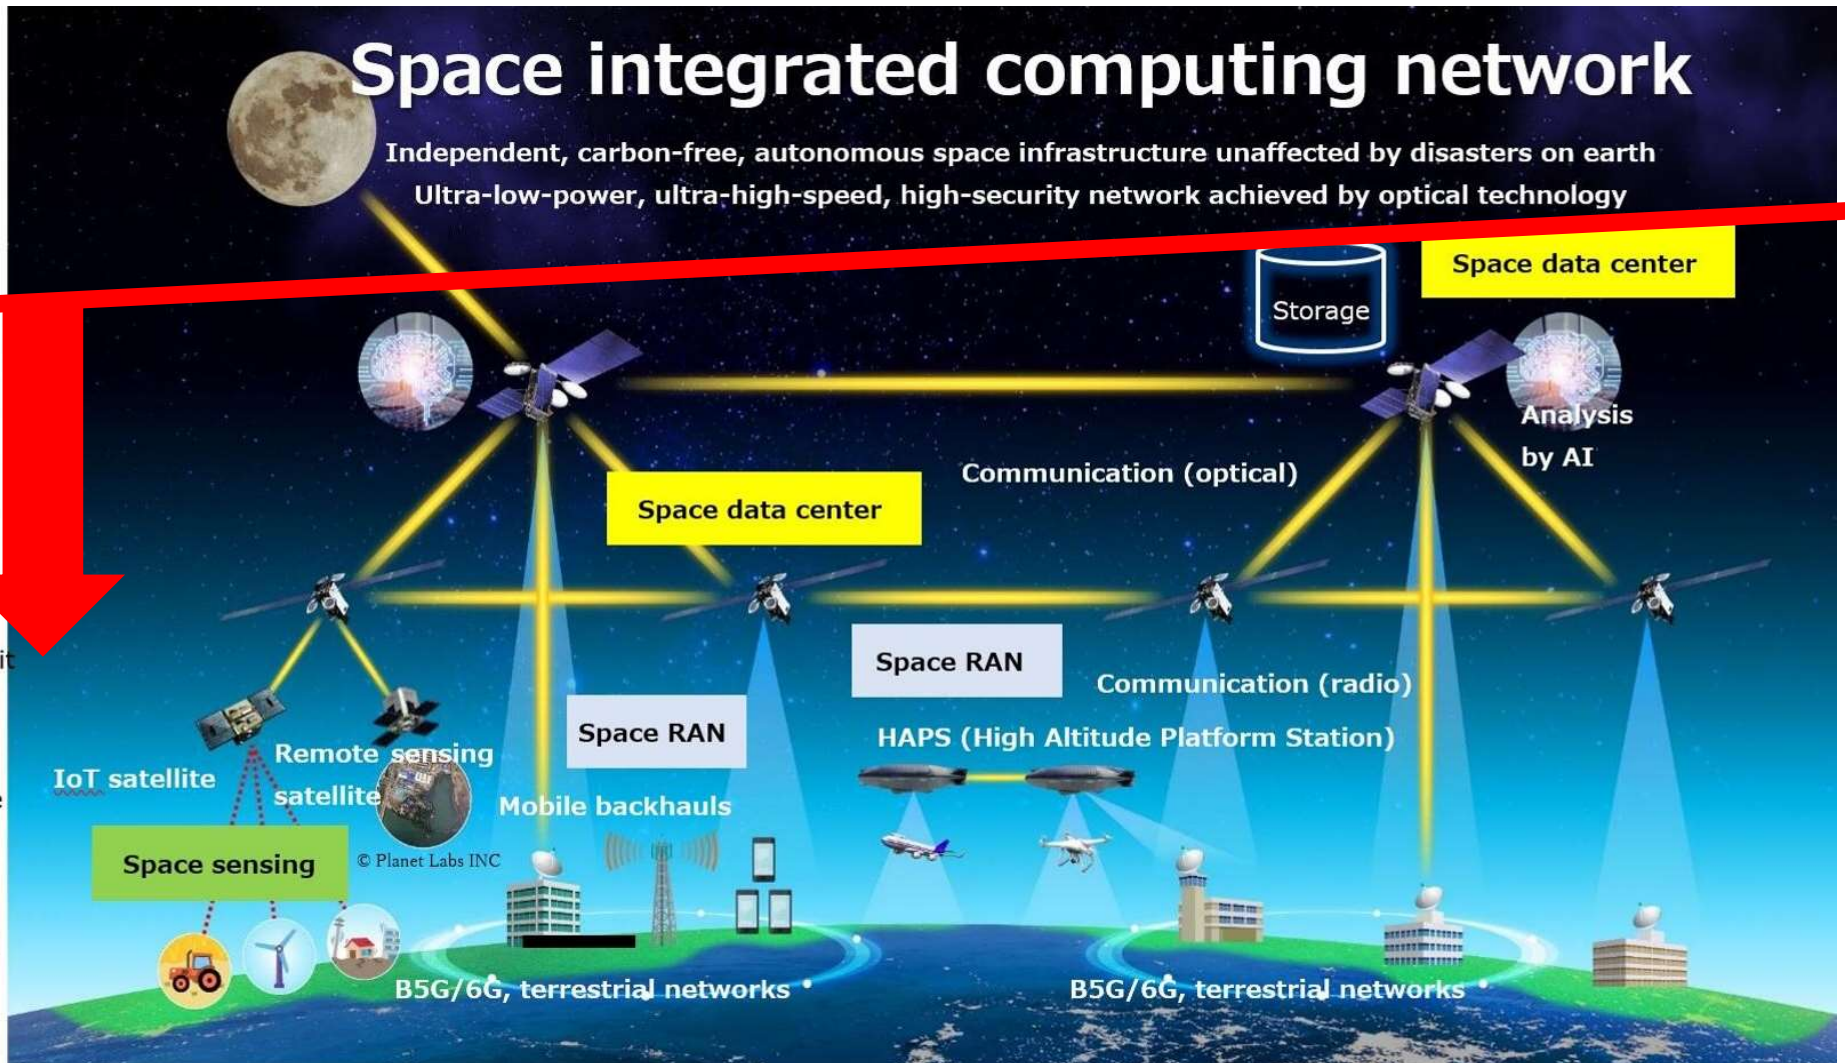 Space integrated computing network
Independent, carbon-free, autonomous space infrastructure unaffected by disasters on earth
Ultra-low-power, ultra-high-speed, high-security network achieved by optical technology
Space data center
Storage
Analysis
by AI
Communication (optical)
Space data center
Space RAN
Communication (radio)
Space RAN
HAPS (High Altitude Platform Station)
Remote sensing
satellite
IoT satellite
Mobile backhauls
Space sensing
© Planet Labs INC
B5G/6G, terrestrial networks
B5G/6G, terrestrial networks